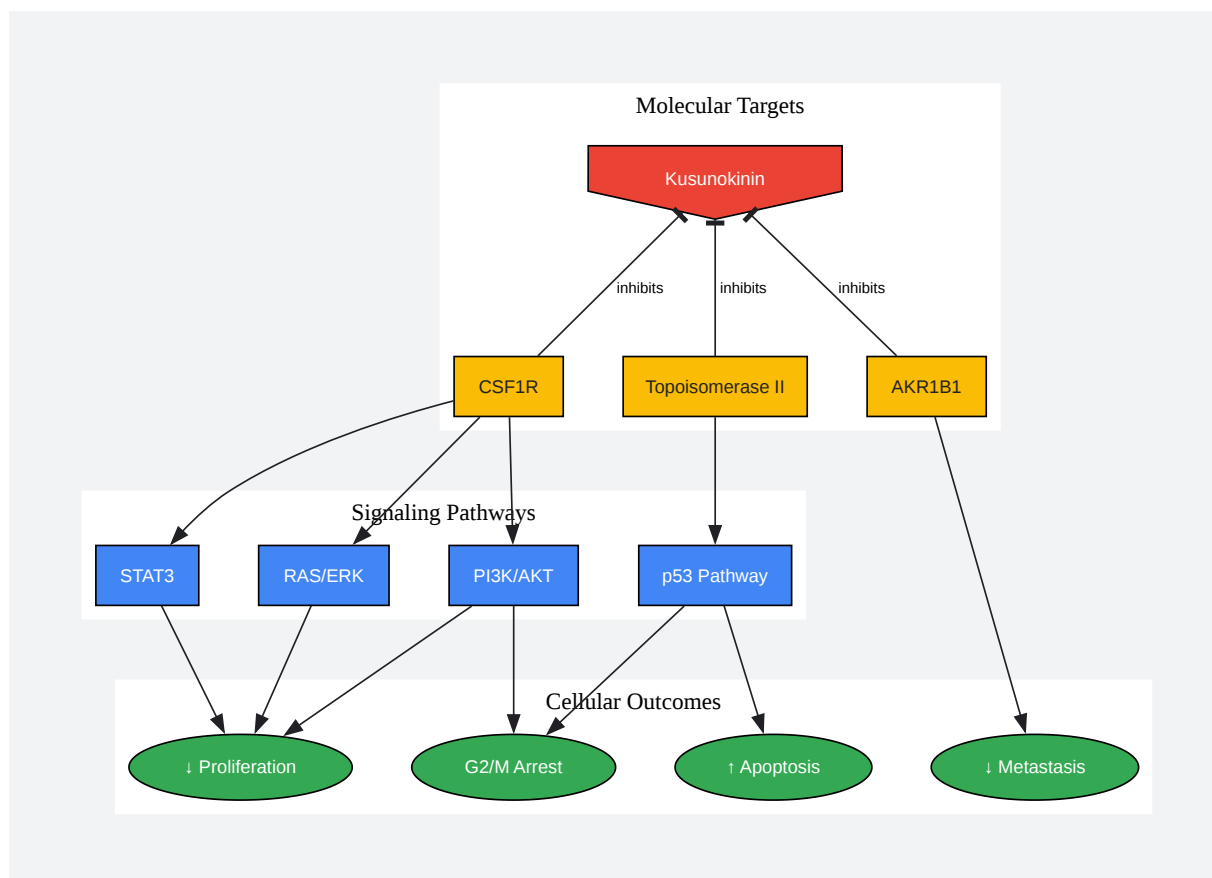 Molecular Targets
Kusunokinin
inhibits
inhibits
inhibits
CSF1R
Topoisomerase II
AKR1B1
Signaling Pathways
STAT3
RAS/ERK
PI3K/AKT
p53 Pathway
Cellular Outcomes
↓ Proliferation
G2/M Arrest
↑ Apoptosis
↓ Metastasis